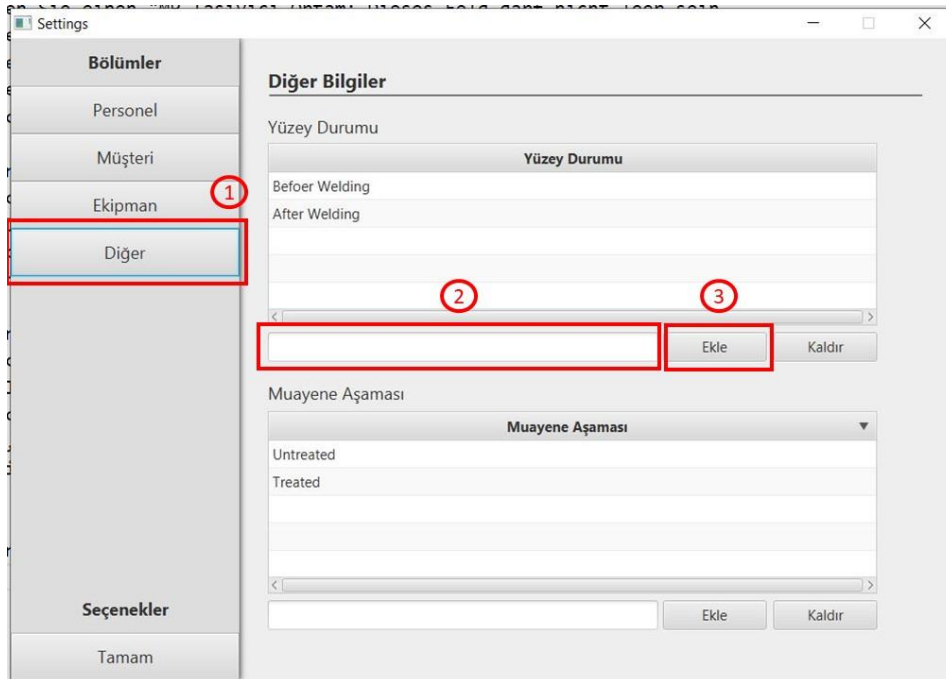 Settings
Bölümler
Personel
Müşteri
Ekipman
1
Diğer
Seçenekler
Tamam
Diğer Bilgiler
Yüzey Durumu
Yüzey Durumu
Befoer Welding
After Welding
2
3
Ekle Kaldır
Muayene Aşaması
Muayene Aşaması
Untreated
Treated
Ekle Kaldır